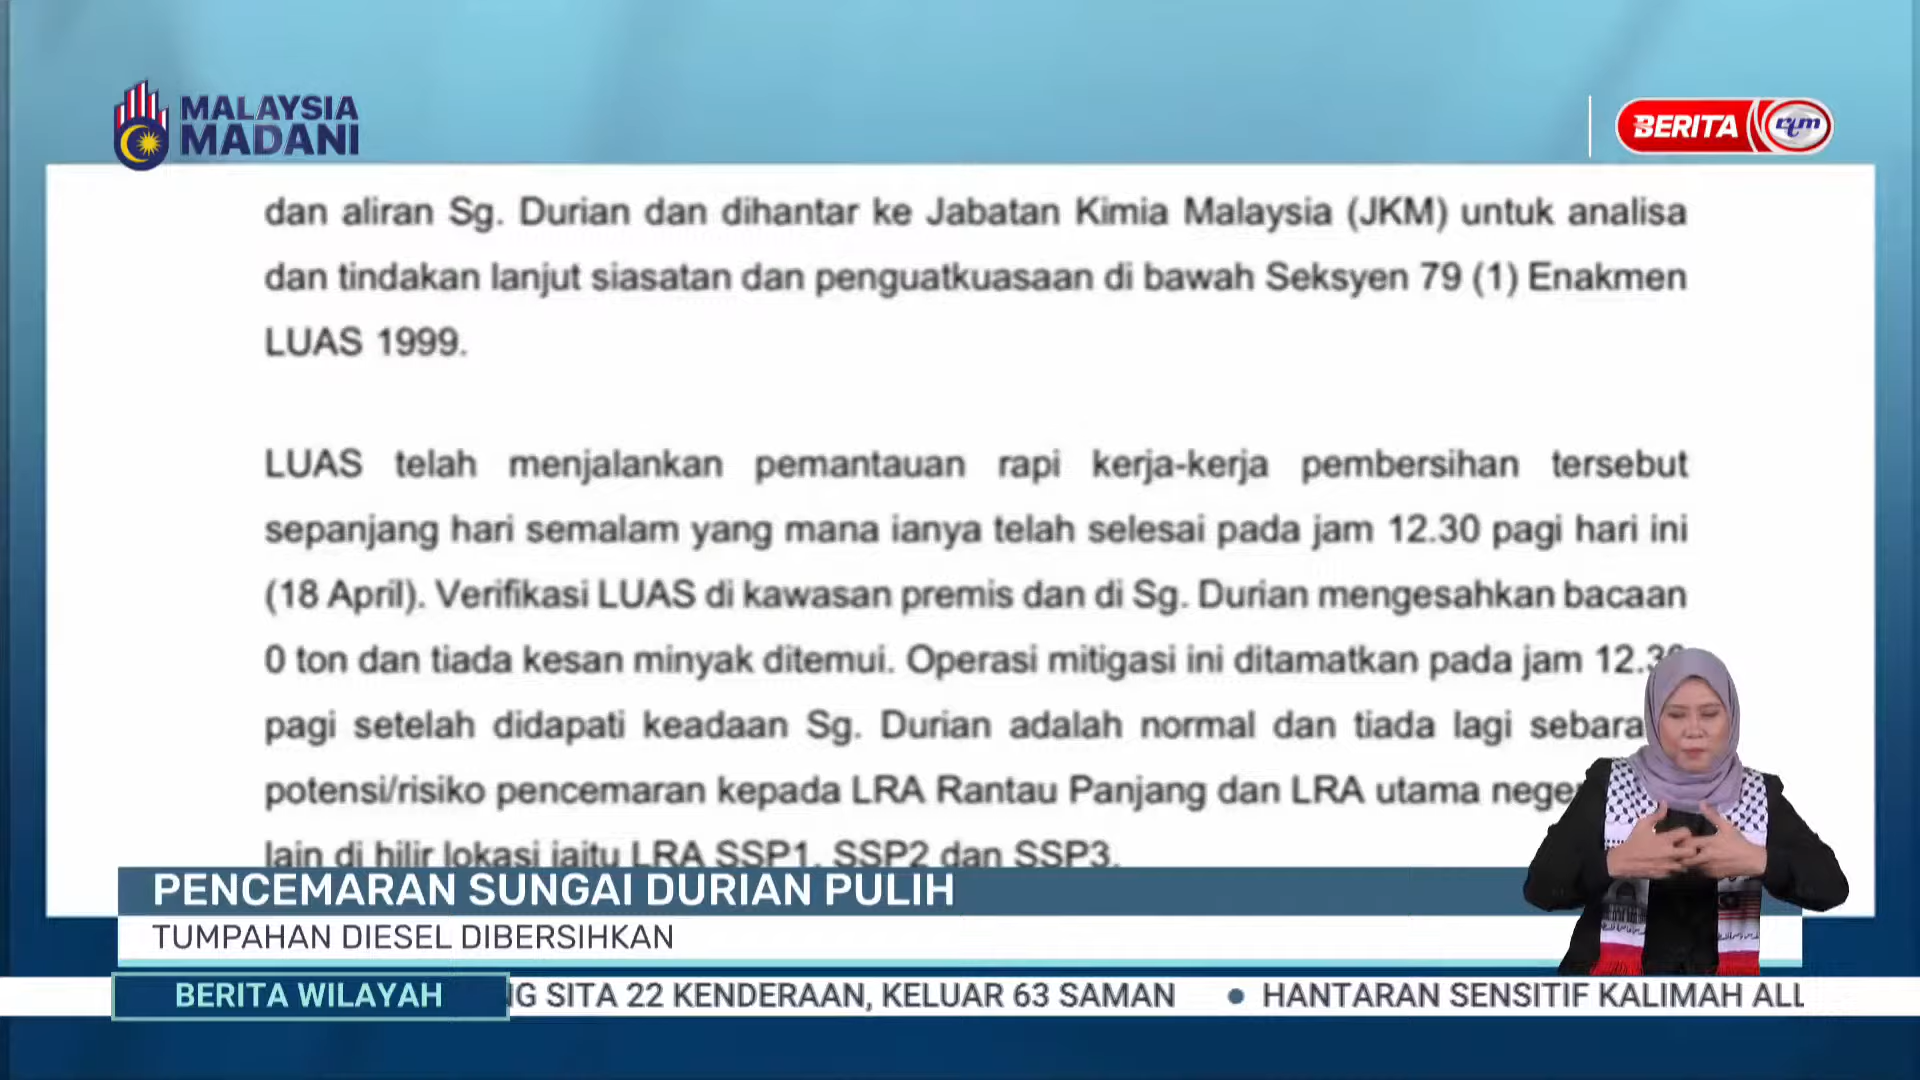 MALAYSIA
MADANI
BERITA rtm
dan aliran Sg. Durian dan dihantar ke Jabatan Kimia Malaysia (JKM) untuk analisa
dan tindakan lanjut siasatan dan penguatkuasaan di bawah Seksyen 79 (1) Enakmen
LUAS 1999.
LUAS telah menjalankan pemantauan rapi kerja-kerja pembersihan tersebut
sepanjang hari semalam yang mana ianya telah selesai pada jam 12.30 pagi hari ini
(18 April). Verifikasi LUAS di kawasan premis dan di Sg. Durian mengesahkan bacaan
0 ton dan tiada kesan minyak ditemui. Operasi mitigasi ini ditamatkan pada jam 12.30
pagi setelah didapati keadaan Sg. Durian adalah normal dan tiada lagi
potensi/risiko pencemaran kepada LRA Rantau Panjang dan LRA utama
lain di hilir lokasi iaitu LRA SSP1, SSP2 dan SSP3.
PENCEMARAN SUNGAI DURIAN PULIH
TUMPAHAN DIESEL DIBERSIHKAN
BERITA WILAYAH
NG SITA 22 KENDERAAN, KELUAR 63 SAMAN • HANTARAN SENSITIF KALIMAH ALL